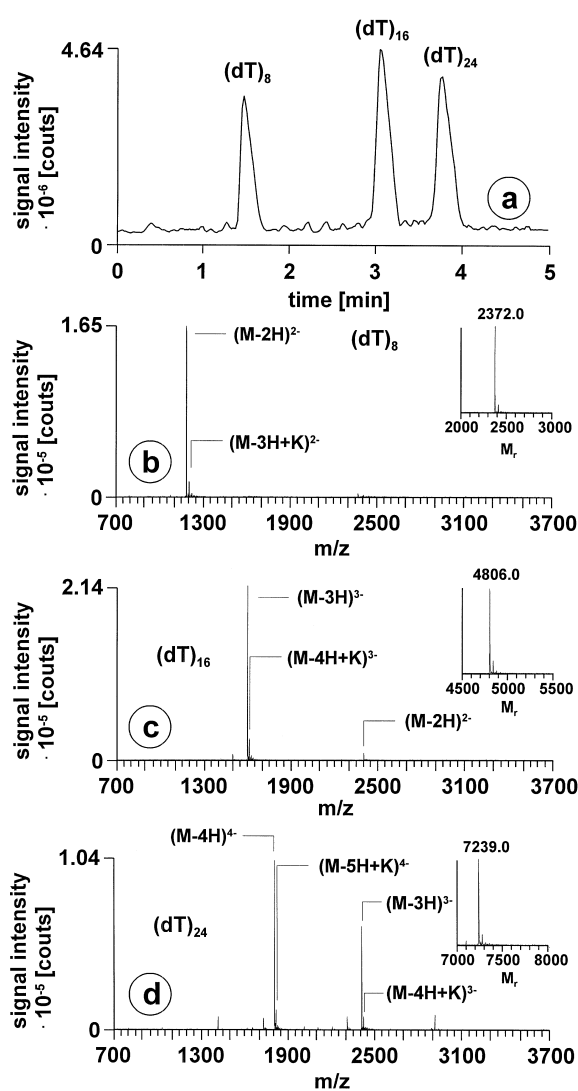 4.64
(dT)8
(dT)16
(dT)24
signal intensity
· 10-6 [couts]
a
0
0 1 2 3 4 5
time [min]
1.65
(M-2H)2-
(dT)8
2372.0
signal intensity
· 10-5 [couts]
(M-3H+K)2-
b
2000 2500 3000
Mr
0
700 1300 1900 2500 3100 3700
m/z
2.14
(M-3H)3-
4806.0
signal intensity
· 10-5 [couts]
(dT)16
(M-4H+K)3-
4500 5000 5500
Mr
(M-2H)2-
c
0
700 1300 1900 2500 3100 3700
m/z
(M-4H)4-
1.04
(M-5H+K)4-
7239.0
signal intensity
· 10-5 [couts]
(dT)24
(M-3H)3-
7000 7500 8000
Mr
(M-4H+K)3-
d
0
700 1300 1900 2500 3100 3700
m/z